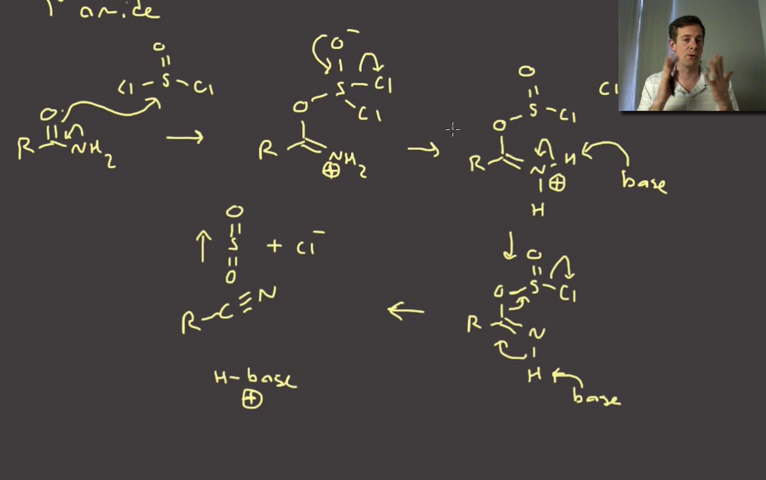 1° amide
O O⁻
Cl-S-Cl S-Cl O Cl
O O Cl S-Cl
R NH₂ → R NH₂ ⊕ → O R N H ⊕ base
H
O ↓ O
↑ S + Cl⁻ O-S-Cl
O R N
R-C≡N ← H base
H-base
⊕